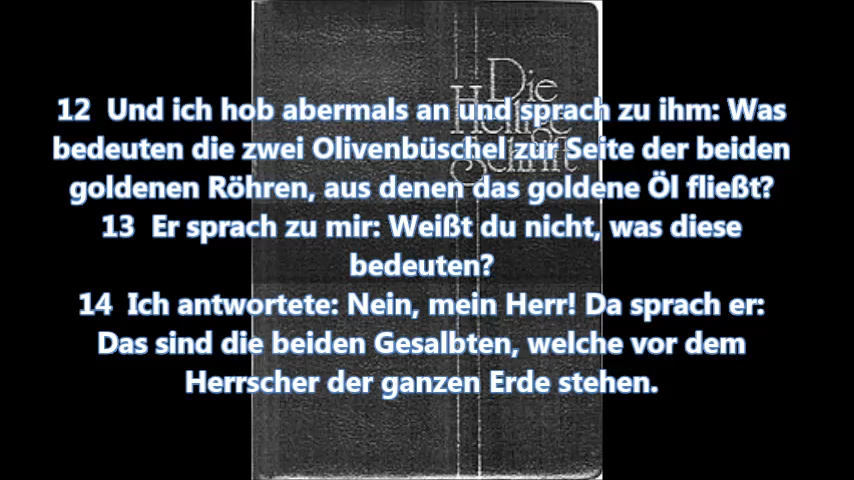 Die
Heilige
Schrift
12 Und ich hob abermals an und sprach zu ihm: Was
bedeuten die zwei Olivenbüschel zur Seite der beiden
goldenen Röhren, aus denen das goldene Öl fließt?
13 Er sprach zu mir: Weißt du nicht, was diese
bedeuten?
14 Ich antwortete: Nein, mein Herr! Da sprach er:
Das sind die beiden Gesalbten, welche vor dem
Herrscher der ganzen Erde stehen.